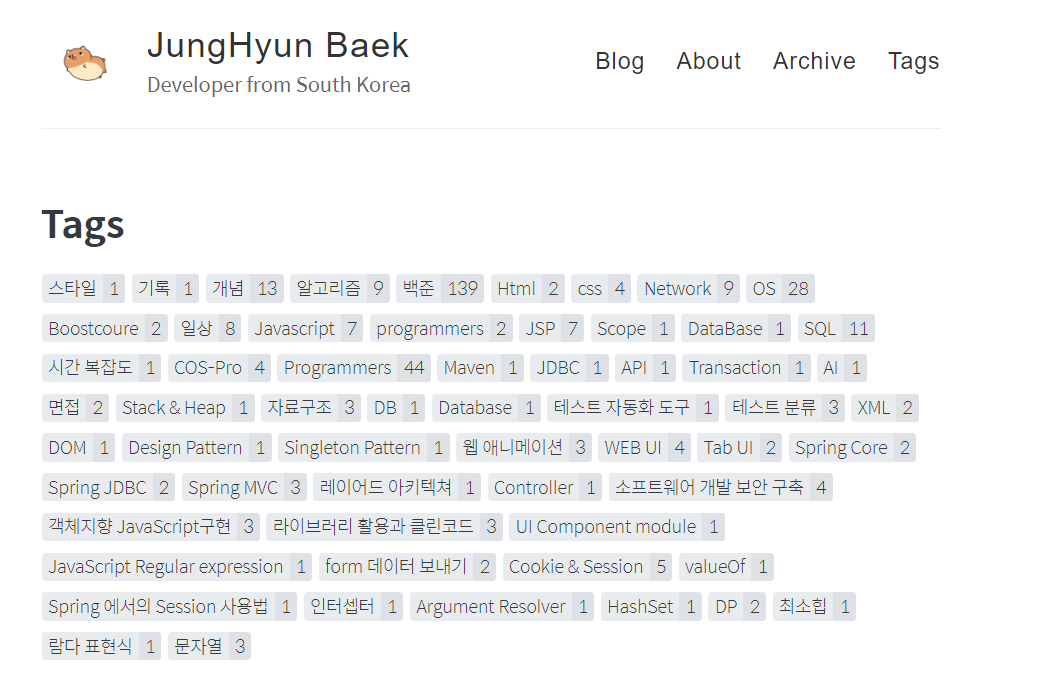 JungHyun Baek
Developer from South Korea
Blog About Archive Tags
Tags
스타일 1 기록 1 개념 13 알고리즘 9 백준 139 Html 2 css 4 Network 9 OS 28
Boostcoure 2 일상 8 Javascript 7 programmers 2 JSP 7 Scope 1 DataBase 1 SQL 11
시간 복잡도 1 COS-Pro 4 Programmers 44 Maven 1 JDBC 1 API 1 Transaction 1 AI 1
면접 2 Stack & Heap 1 자료구조 3 DB 1 Database 1 테스트 자동화 도구 1 테스트 분류 3 XML 2
DOM 1 Design Pattern 1 Singleton Pattern 1 웹 애니메이션 3 WEB UI 4 Tab UI 2 Spring Core 2
Spring JDBC 2 Spring MVC 3 레이어드 아키텍쳐 1 Controller 1 소프트웨어 개발 보안 구축 4
객체지향 JavaScript구현 3 라이브러리 활용과 클린코드 3 UI Component module 1
JavaScript Regular expression 1 form 데이터 보내기 2 Cookie & Session 5 valueOf 1
Spring 에서의 Session 사용법 1 인터셉터 1 Argument Resolver 1 HashSet 1 DP 2 최소힙 1
람다 표현식 1 문자열 3